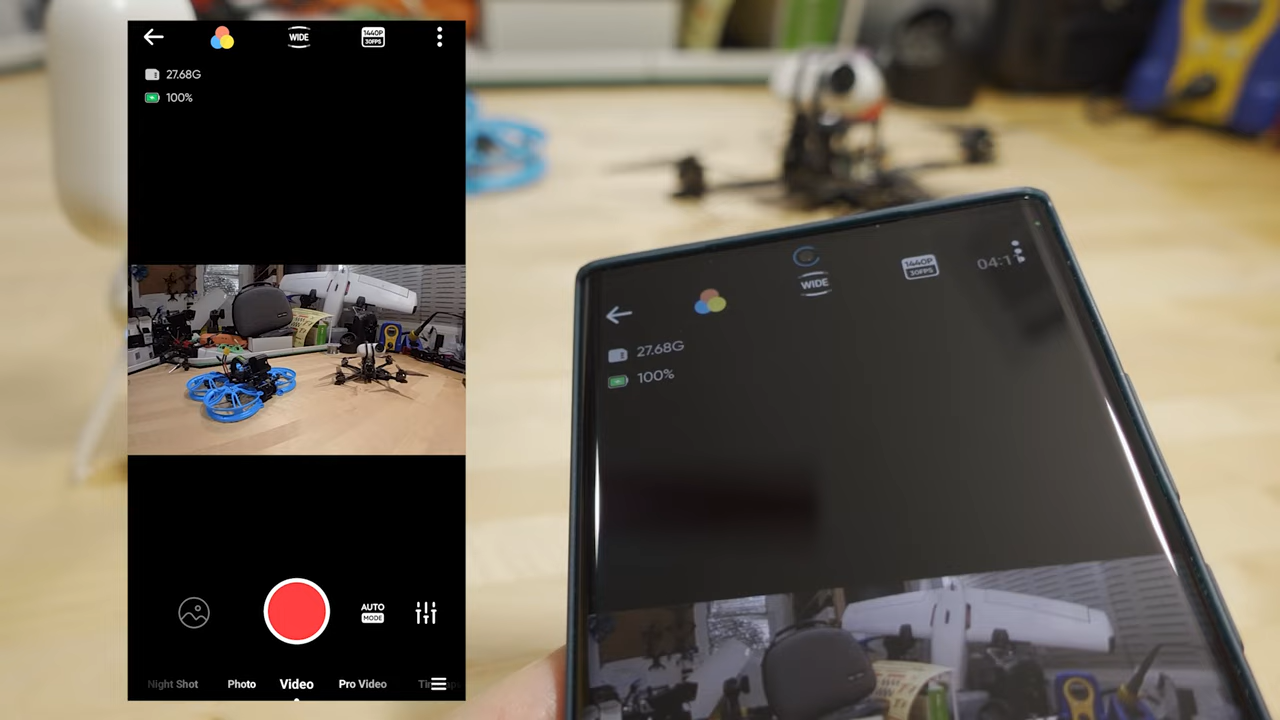 WIDE
1440P
30FPS
27.68G
100%
AUTO
MODE
Night Shot Photo Video Pro Video
WIDE
1440P
30FPS
27.68G
100%